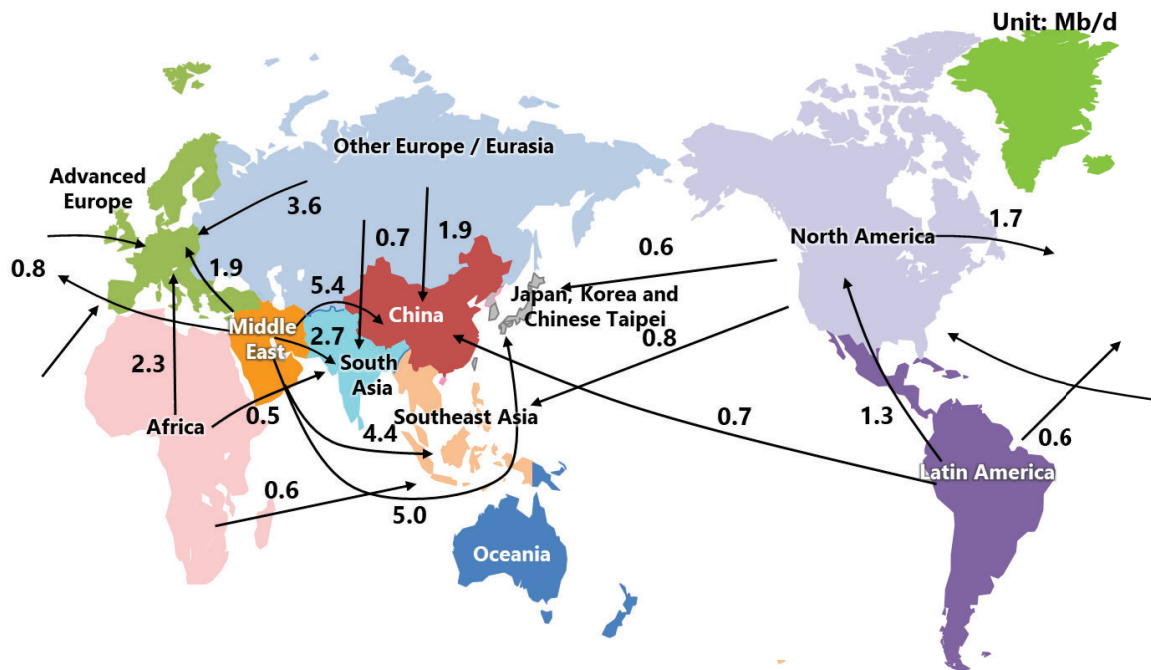 Unit: Mb/d
Other Europe / Eurasia
Advanced
Europe
3.6
0.7
1.9
0.6
North America
1.7
0.8
1.9
5.4
China
Japan, Korea and
Chinese Taipei
Middle
East
2.7
South
Asia
0.8
2.3
Africa
0.5
Southeast Asia
4.4
0.7
1.3
0.6
Latin America
0.6
5.0
Oceania